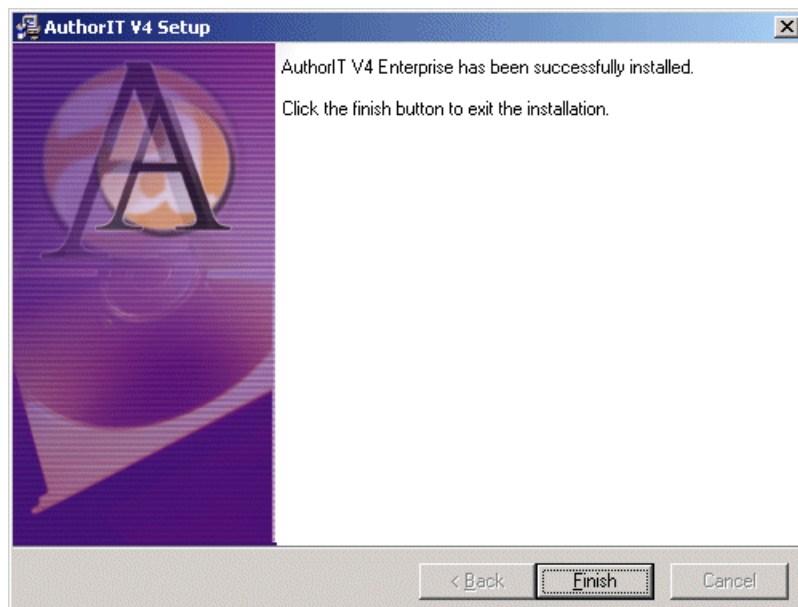 AuthorIT V4 Setup
AuthorIT V4 Enterprise has been successfully installed.
Click the finish button to exit the installation.
< Back Finish Cancel